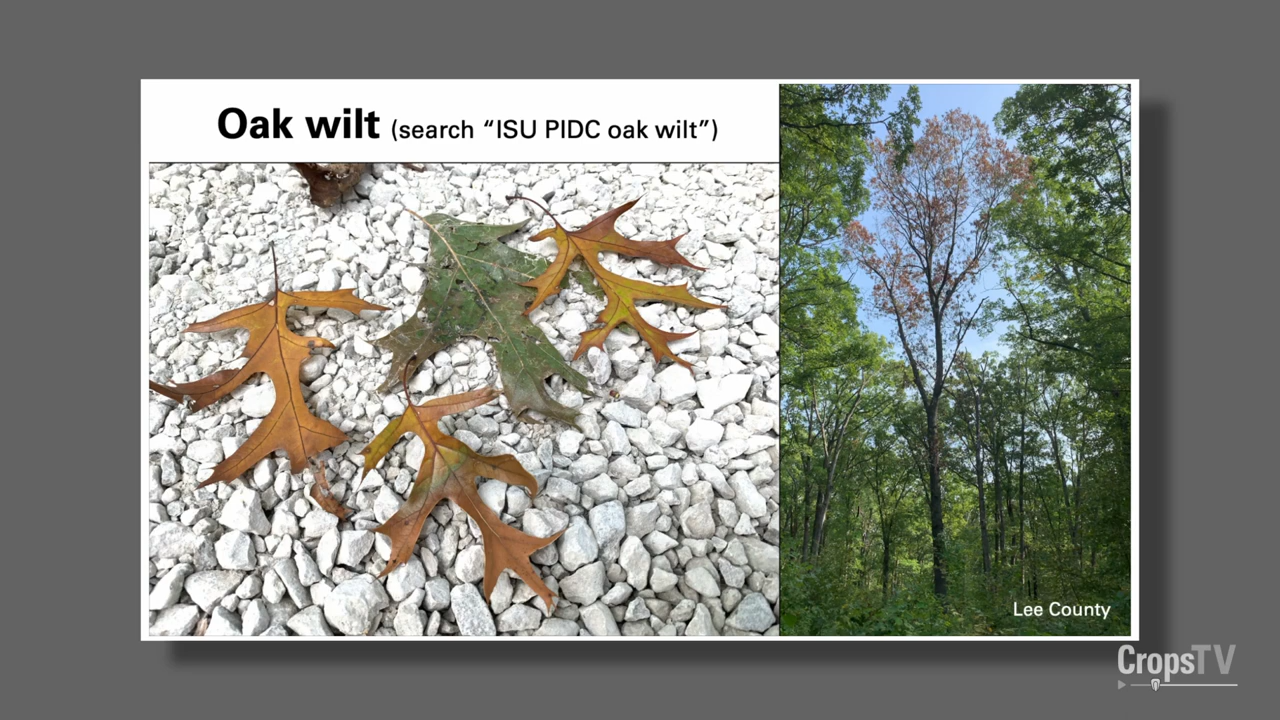 Oak wilt (search “ISU PIDC oak wilt”)
Lee County
CropsTV